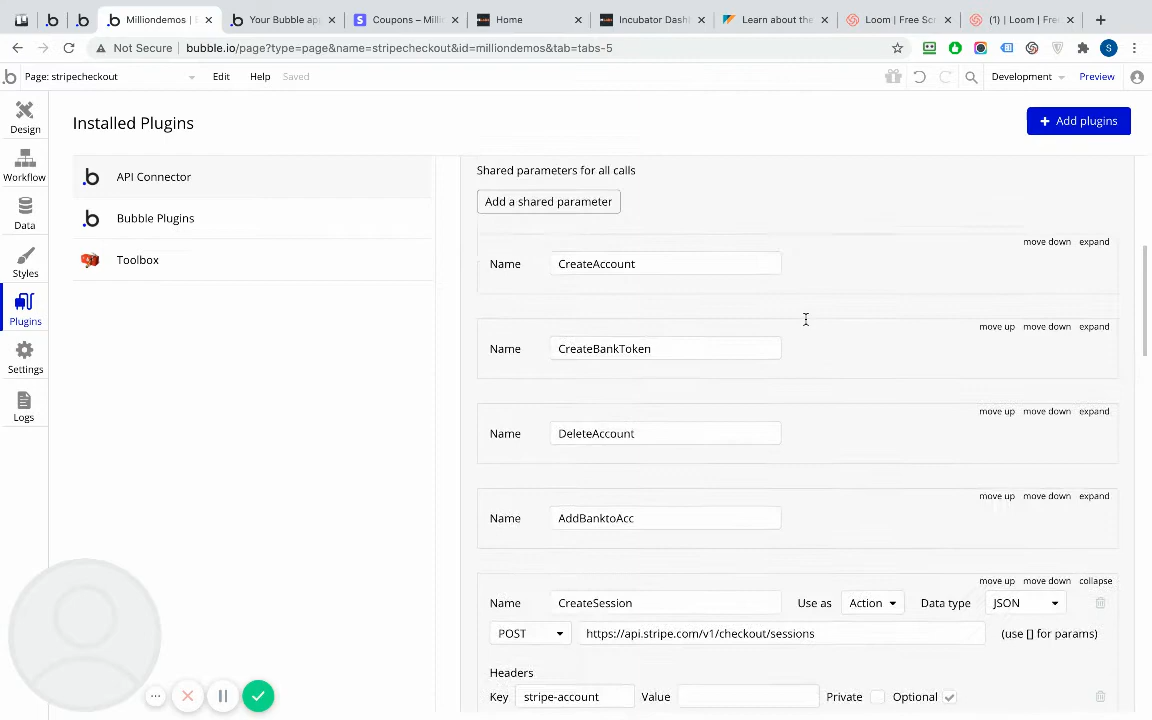 Milliondemos | B
Your Bubble app
Coupons – Milli
Home
Incubator Dash
Learn about the
Loom | Free Scr
(1) | Loom | Free
Not Secure | bubble.io/page?type=page&name=stripecheckout&id=milliondemos&tab=tabs-5
S
Page: stripecheckout
Edit
Help
Saved
Development
Preview
Design
Workflow
Data
Styles
Plugins
Settings
Logs
Installed Plugins
+ Add plugins
API Connector
Bubble Plugins
Toolbox
Shared parameters for all calls
Add a shared parameter
move down expand
Name CreateAccount
move up move down expand
Name CreateBankToken
move up move down expand
Name DeleteAccount
move up move down expand
Name AddBanktoAcc
move up move down collapse
Name CreateSession Use as Action Data type JSON
POST https://api.stripe.com/v1/checkout/sessions (use [] for params)
Headers
Key stripe-account Value Private Optional